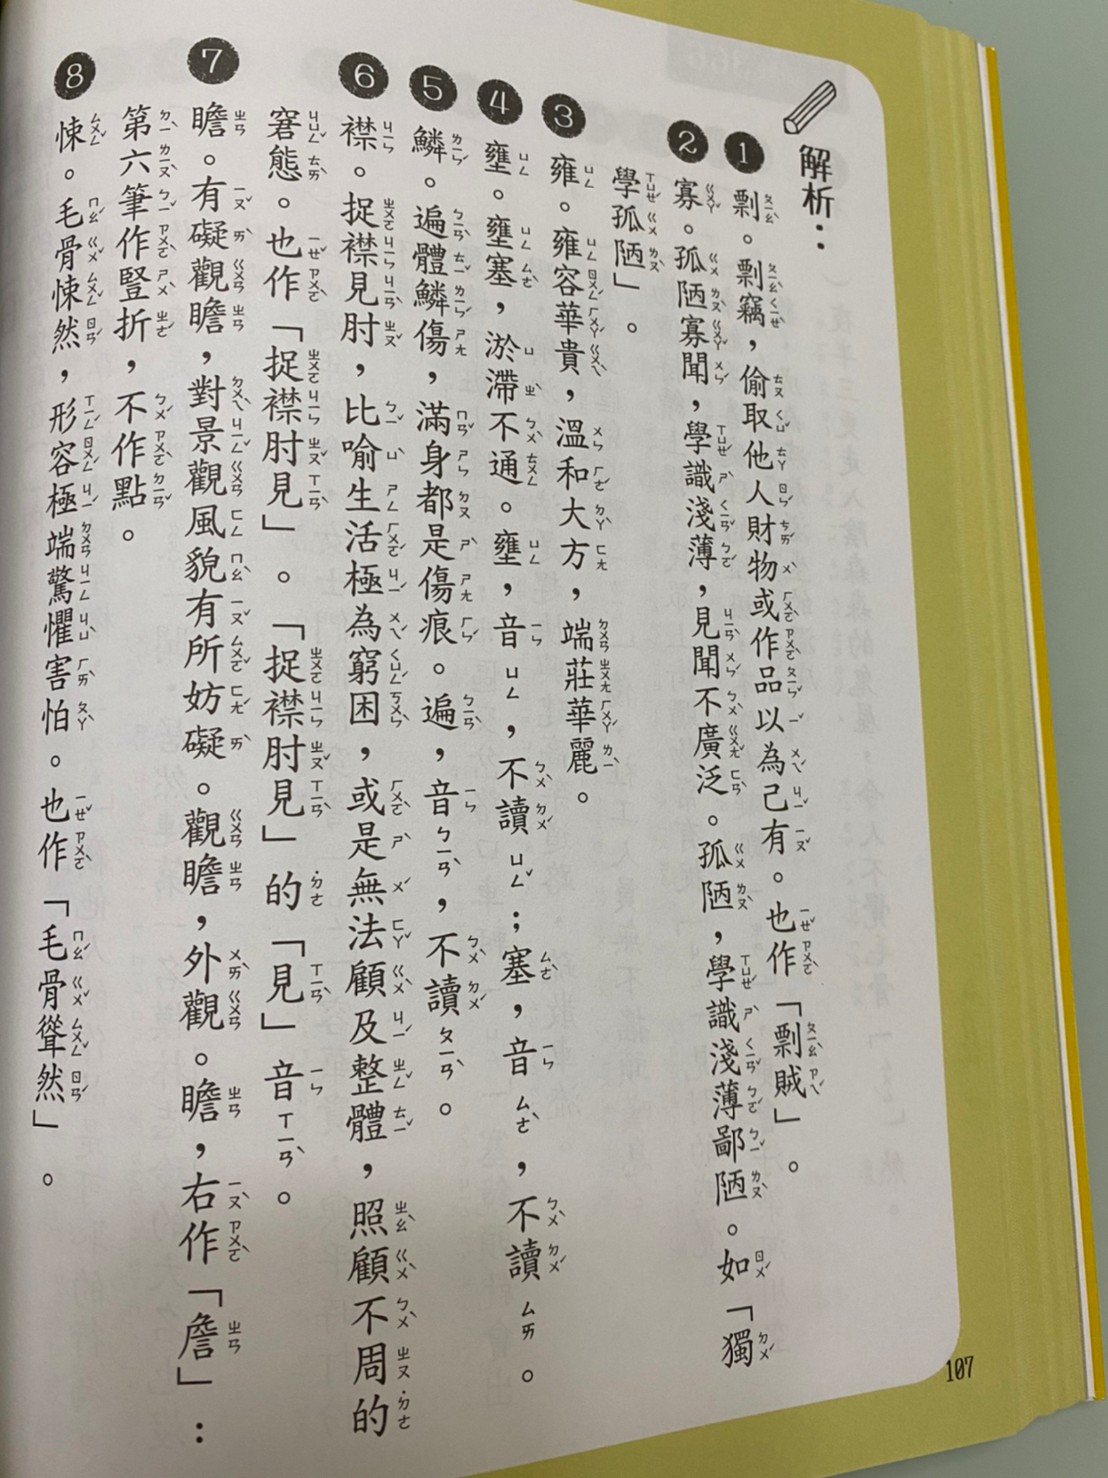 解析：
1 剽。剽竊，偷取他人財物或作品以為己有。也作「剽賊」。
2 寡。孤陋寡聞，學識淺薄，見聞不廣泛。孤陋，學識淺薄鄙陋。如「獨
學孤陋」。
3 雍。雍容華貴，溫和大方，端莊華麗。
4 壅。壅塞，淤滯不通。壅，音ㄩㄥ，不讀ㄩㄥˇ；塞，音ㄙㄜˋ，不讀ㄙㄞ。
5 鱗。遍體鱗傷，滿身都是傷痕。遍，音ㄅㄧㄢˋ，不讀ㄆㄧㄢˋ。
6 襟。捉襟見肘，比喻生活極為窮困，或是無法顧及整體，照顧不周的
窘態。也作「捉襟肘見」。「捉襟肘見」的「見」音ㄒㄧㄢˋ。
7 瞻。有礙觀瞻，對景觀風貌有所妨礙。觀瞻，外觀。瞻，右作「詹」：
第六筆作豎折，不作點。
8 悚。毛骨悚然，形容極端驚懼害怕。也作「毛骨聳然」。
107